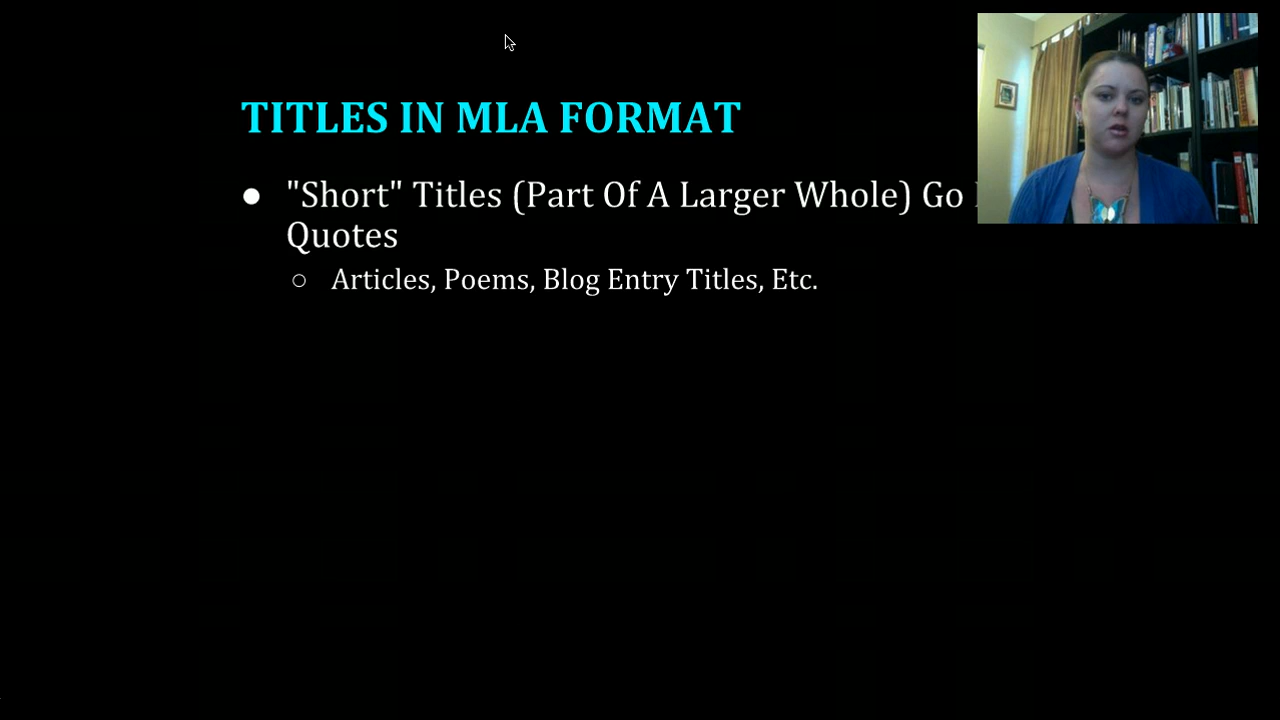 TITLES IN MLA FORMAT
● "Short" Titles (Part Of A Larger Whole) Go
Quotes
○ Articles, Poems, Blog Entry Titles, Etc.